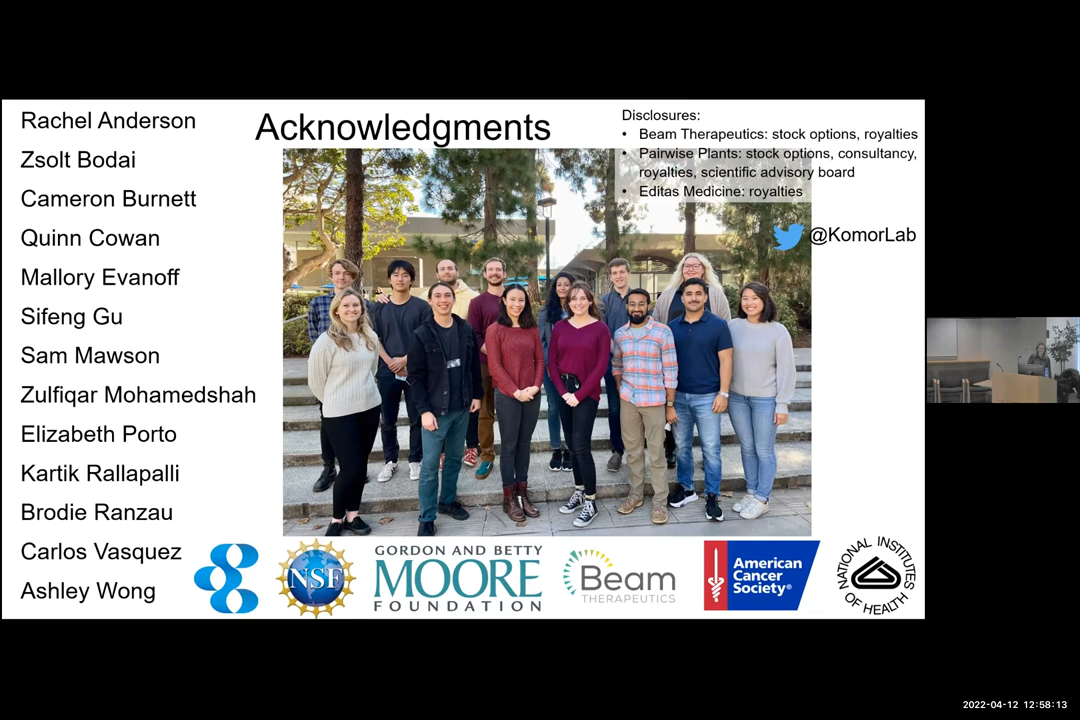 Acknowledgments
Rachel Anderson
Zsolt Bodai
Cameron Burnett
Quinn Cowan
Mallory Evanoff
Sifeng Gu
Sam Mawson
Zulfiqar Mohamedshah
Elizabeth Porto
Kartik Rallapalli
Brodie Ranzau
Carlos Vasquez
Ashley Wong
Disclosures:
• Beam Therapeutics: stock options, royalties
• Pairwise Plants: stock options, consultancy,
royalties, scientific advisory board
• Editas Medicine: royalties
@KomorLab
NSF
GORDON AND BETTY
MOORE
FOUNDATION
Beam
THERAPEUTICS
American
Cancer
Society®
NATIONAL INSTITUTES
OF HEALTH
2022-04-12 12:58:13